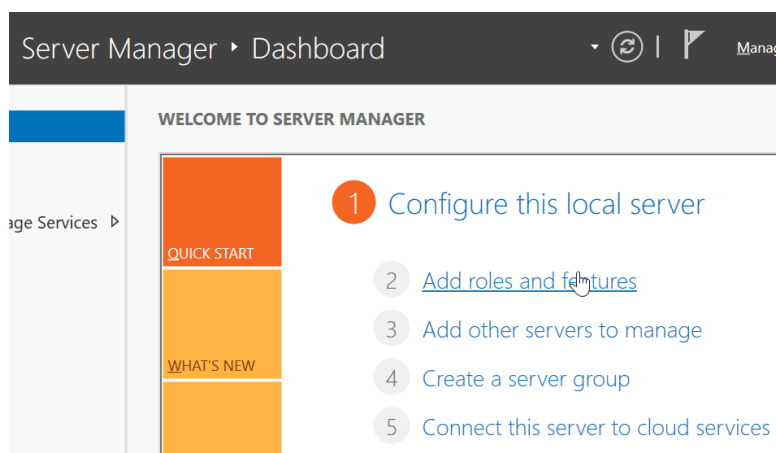 Server Manager ‣ Dashboard
Manag
WELCOME TO SERVER MANAGER
age Services
QUICK START
WHAT'S NEW
1 Configure this local server
2 Add roles and features
3 Add other servers to manage
4 Create a server group
5 Connect this server to cloud services